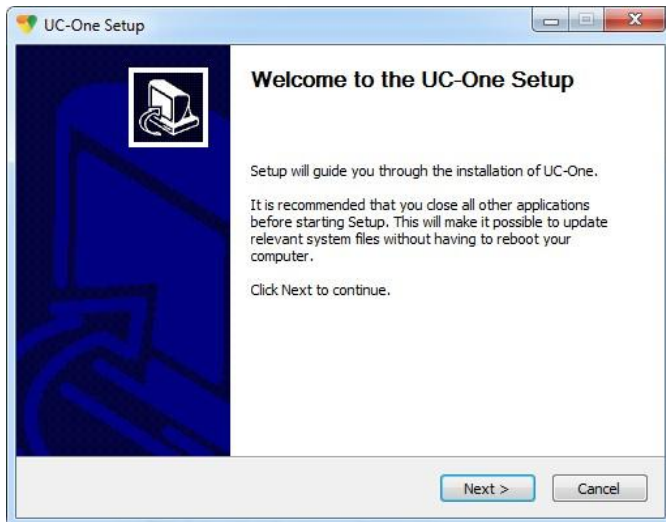 UC-One Setup
Welcome to the UC-One Setup
Setup will guide you through the installation of UC-One.
It is recommended that you close all other applications
before starting Setup. This will make it possible to update
relevant system files without having to reboot your
computer.
Click Next to continue.
Next >
Cancel